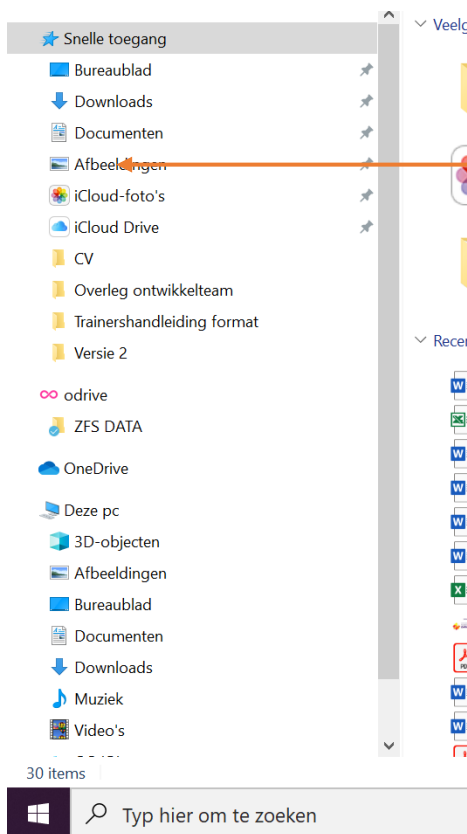 Snelle toegang
Bureaublad
Downloads
Documenten
Afbeeldingen
iCloud-foto's
iCloud Drive
CV
Overleg ontwikkelteam
Trainershandleiding format
Versie 2
odrive
ZFS DATA
OneDrive
Deze pc
3D-objecten
Afbeeldingen
Bureaublad
Documenten
Downloads
Muziek
Video's
30 items
Typ hier om te zoeken
Veelg
Recen